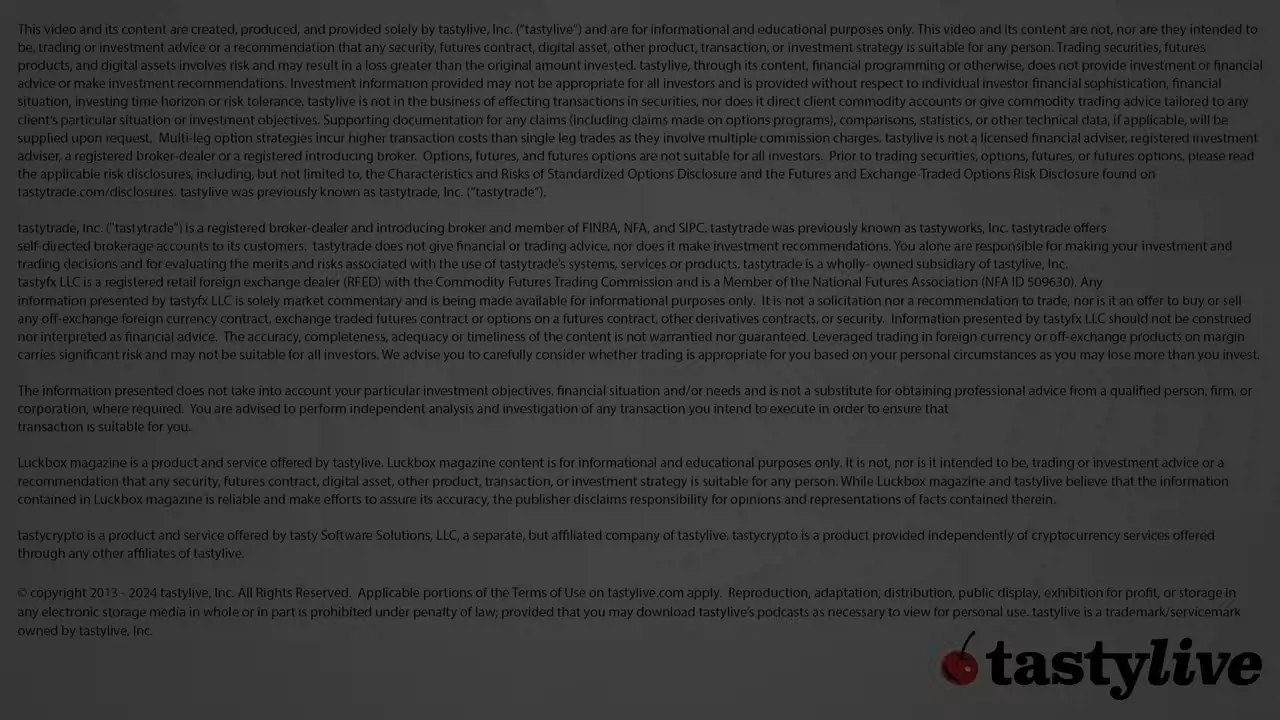 This video and its content are created, produced, and provided solely by tastylive, Inc. (“tastylive”) and are for informational and educational purposes only. This video and its content are not, nor are they intended to
be, trading or investment advice or a recommendation that any security, futures contract, digital asset, other product, transaction, or investment strategy is suitable for any person. Trading securities, futures
products, and digital assets involves risk and may result in a loss greater than the original amount invested. tastylive, through its content, financial programming or otherwise, does not provide investment or financial
advice or make investment recommendations. Investment information provided may not be appropriate for all investors and is provided without respect to individual investor financial sophistication, financial
situation, investing time horizon or risk tolerance. tastylive is not in the business of effecting transactions in securities, nor does it direct client commodity accounts or give commodity trading advice tailored to any
client’s particular situation or investment objectives. Supporting documentation for any claims (including claims made on options programs), comparisons, statistics, or other technical data, if applicable, will be
supplied upon request.  Multi-leg option strategies incur higher transaction costs than single leg trades as they involve multiple commission charges. tastylive is not a licensed financial adviser, registered investment
adviser, a registered broker-dealer or a registered introducing broker.  Options, futures, and futures options are not suitable for all investors.  Prior to trading securities, options, futures, or futures options, please read
the applicable risk disclosures, including, but not limited to, the Characteristics and Risks of Standardized Options Disclosure and the Futures and Exchange-Traded Options Risk Disclosure found on
tastytrade.com/disclosures. tastylive was previously known as tastytrade, Inc. (“tastytrade”).
tastytrade, Inc. (“tastytrade”) is a registered broker-dealer and introducing broker and member of FINRA, NFA, and SIPC. tastytrade was previously known as tastyworks, Inc. tastytrade offers
self-directed brokerage accounts to its customers.  tastytrade does not give financial or trading advice, nor does it make investment recommendations. You alone are responsible for making your investment and
trading decisions and for evaluating the merits and risks associated with the use of tastytrade’s systems, services or products. tastytrade is a wholly- owned subsidiary of tastylive, Inc.
tastyfx LLC is a registered retail foreign exchange dealer (RFED) with the Commodity Futures Trading Commission and is a Member of the National Futures Association (NFA ID 509630). Any
information presented by tastyfx LLC is solely market commentary and is being made available for informational purposes only.  It is not a solicitation nor a recommendation to trade, nor is it an offer to buy or sell
any off-exchange foreign currency contract, exchange traded futures contract or options on a futures contract, other derivatives contracts, or security.  Information presented by tastyfx LLC should not be construed
nor interpreted as financial advice.  The accuracy, completeness, adequacy or timeliness of the content is not warrantied nor guaranteed. Leveraged trading in foreign currency or off-exchange products on margin
carries significant risk and may not be suitable for all investors. We advise you to carefully consider whether trading is appropriate for you based on your personal circumstances as you may lose more than you invest.
The information presented does not take into account your particular investment objectives, financial situation and/or needs and is not a substitute for obtaining professional advice from a qualified person, firm, or
corporation, where required.  You are advised to perform independent analysis and investigation of any transaction you intend to execute in order to ensure that
transaction is suitable for you.
Luckbox magazine is a product and service offered by tastylive. Luckbox magazine content is for informational and educational purposes only. It is not, nor is it intended to be, trading or investment advice or a
recommendation that any security, futures contract, digital asset, other product, transaction, or investment strategy is suitable for any person. While Luckbox magazine and tastylive believe that the information
contained in Luckbox magazine is reliable and make efforts to assure its accuracy, the publisher disclaims responsibility for opinions and representations of facts contained therein.
tastycrypto is a product and service offered by tasty Software Solutions, LLC, a separate, but affiliated company of tastylive. tastycrypto is a product provided independently of cryptocurrency services offered
through any other affiliates of tastylive.
© copyright 2013 - 2024 tastylive, Inc. All Rights Reserved.  Applicable portions of the Terms of Use on tastylive.com apply.  Reproduction, adaptation, distribution, public display, exhibition for profit, or storage in
any electronic storage media in whole or in part is prohibited under penalty of law; provided that you may download tastylive’s podcasts as necessary to view for personal use. tastylive is a trademark/servicemark
owned by tastylive, Inc.
tastylive